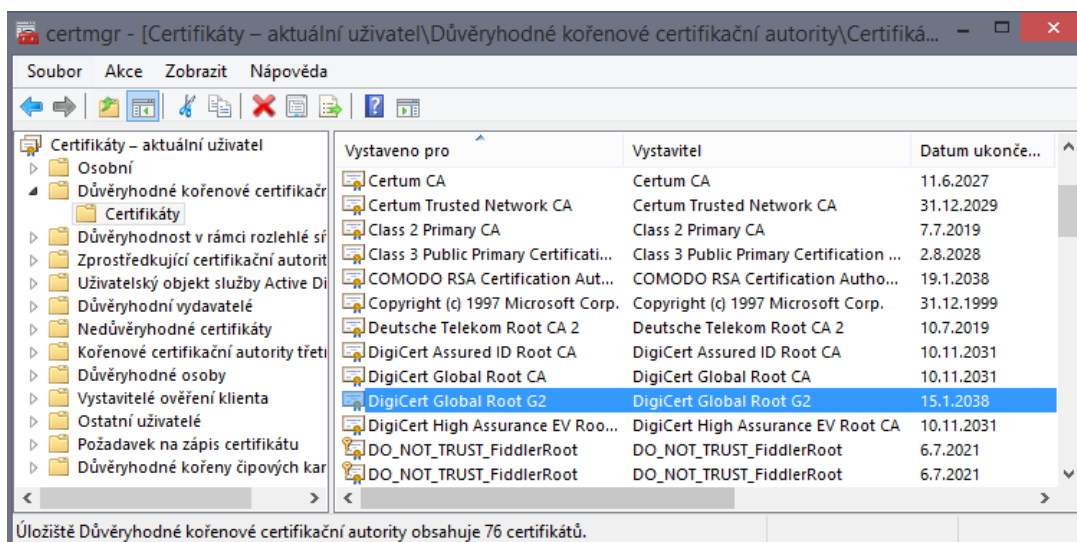 certmgr - [Certifikáty – aktuální uživatel\Důvěryhodné kořenové certifikační autority\Certifiká...
Soubor Akce Zobrazit Nápověda
Certifikáty – aktuální uživatel
Osobní
Důvěryhodné kořenové certifikačr
Certifikáty
Důvěryhodnost v rámci rozlehlé sí
Zprostředkující certifikační autorit
Uživatelský objekt služby Active Di
Důvěryhodní vydavatelé
Nedůvěryhodné certifikáty
Kořenové certifikační autority třetí
Důvěryhodné osoby
Vystavitelé ověření klienta
Ostatní uživatelé
Požadavek na zápis certifikátu
Důvěryhodné kořeny čipových kar
Vystaveno pro Vystavitel Datum ukonče...
Certum CA Certum CA 11.6.2027
Certum Trusted Network CA Certum Trusted Network CA 31.12.2029
Class 2 Primary CA Class 2 Primary CA 7.7.2019
Class 3 Public Primary Certificati... Class 3 Public Primary Certification ... 2.8.2028
COMODO RSA Certification Aut... COMODO RSA Certification Autho... 19.1.2038
Copyright (c) 1997 Microsoft Corp. Copyright (c) 1997 Microsoft Corp. 31.12.1999
Deutsche Telekom Root CA 2 Deutsche Telekom Root CA 2 10.7.2019
DigiCert Assured ID Root CA DigiCert Assured ID Root CA 10.11.2031
DigiCert Global Root CA DigiCert Global Root CA 10.11.2031
DigiCert Global Root G2 DigiCert Global Root G2 15.1.2038
DigiCert High Assurance EV Roo... DigiCert High Assurance EV Root CA 10.11.2031
DO_NOT_TRUST_FiddlerRoot DO_NOT_TRUST_FiddlerRoot 6.7.2021
DO_NOT_TRUST_FiddlerRoot DO_NOT_TRUST_FiddlerRoot 6.7.2021
Úložiště Důvěryhodné kořenové certifikační autority obsahuje 76 certifikátů.